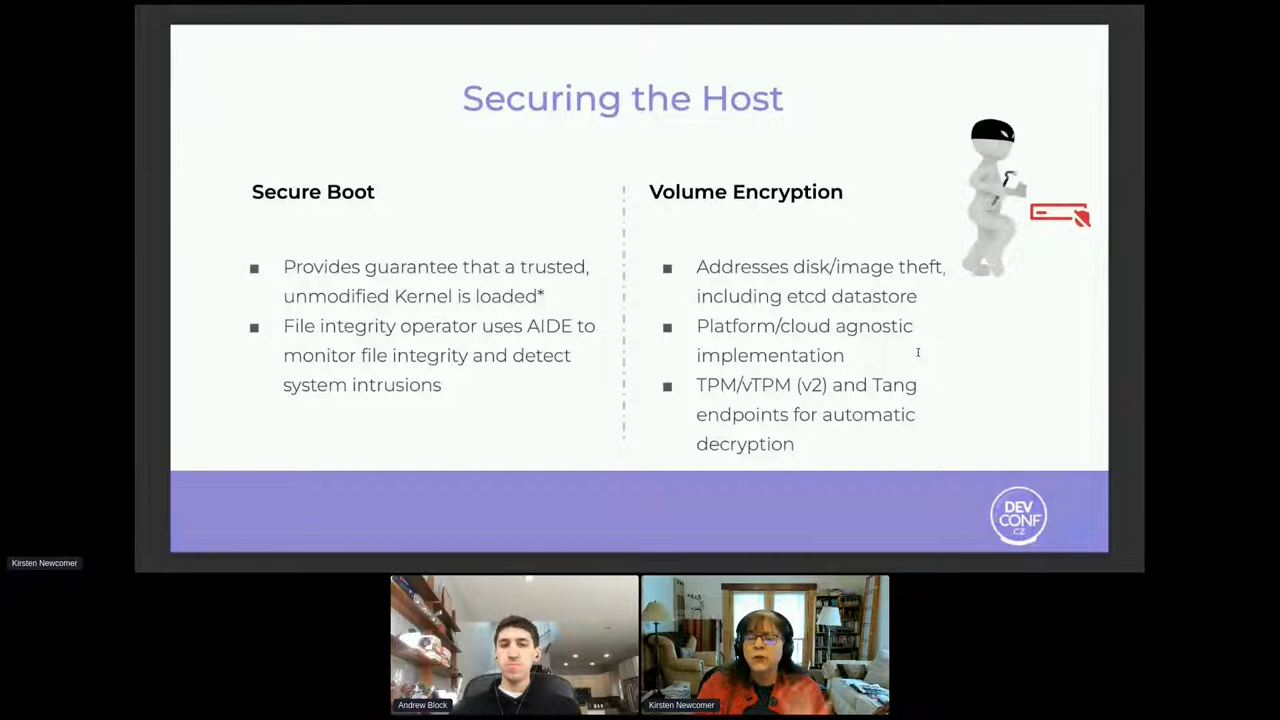 Securing the Host
Secure Boot
Provides guarantee that a trusted,
unmodified Kernel is loaded*
File integrity operator uses AIDE to
monitor file integrity and detect
system intrusions
Volume Encryption
Addresses disk/image theft,
including etcd datastore
Platform/cloud agnostic
implementation
TPM/vTPM (v2) and Tang
endpoints for automatic
decryption
DEV
CONF
.CZ
Kirsten Newcomer
Andrew Block
Kirsten Newcomer